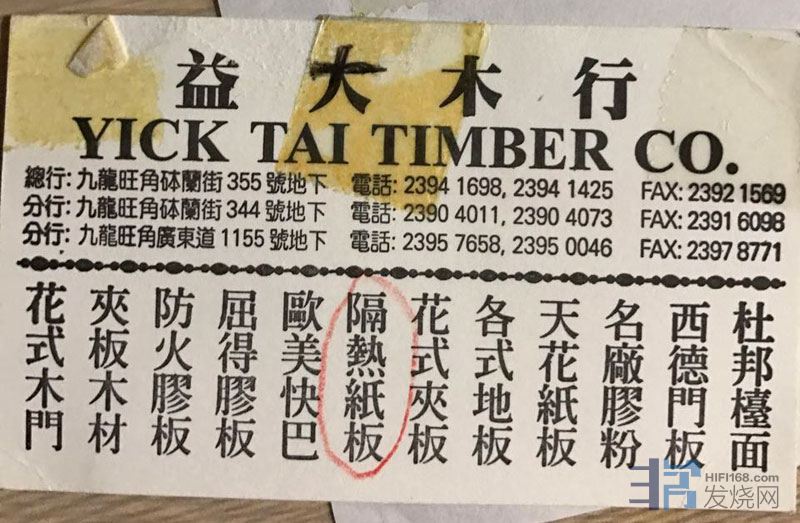 益大木行
YICK TAI TIMBER CO.
總行: 九龍旺角砵蘭街 355 號地下 電話: 2394 1698, 2394 1425 FAX: 2392 1569
分行: 九龍旺角砵蘭街 344 號地下 電話: 2390 4011, 2390 4073 FAX: 2391 6098
分行: 九龍旺角廣東道 1155 號地下 電話: 2395 7658, 2395 0046 FAX: 2397 8771
杜邦檯面
西德門板
名廠膠粉
天花紙板
各式地板
花式夾板
隔熱紙板
歐美快巴
屈得膠板
防火膠板
夾板木材
花式木門
HIFI168.com
发烧网